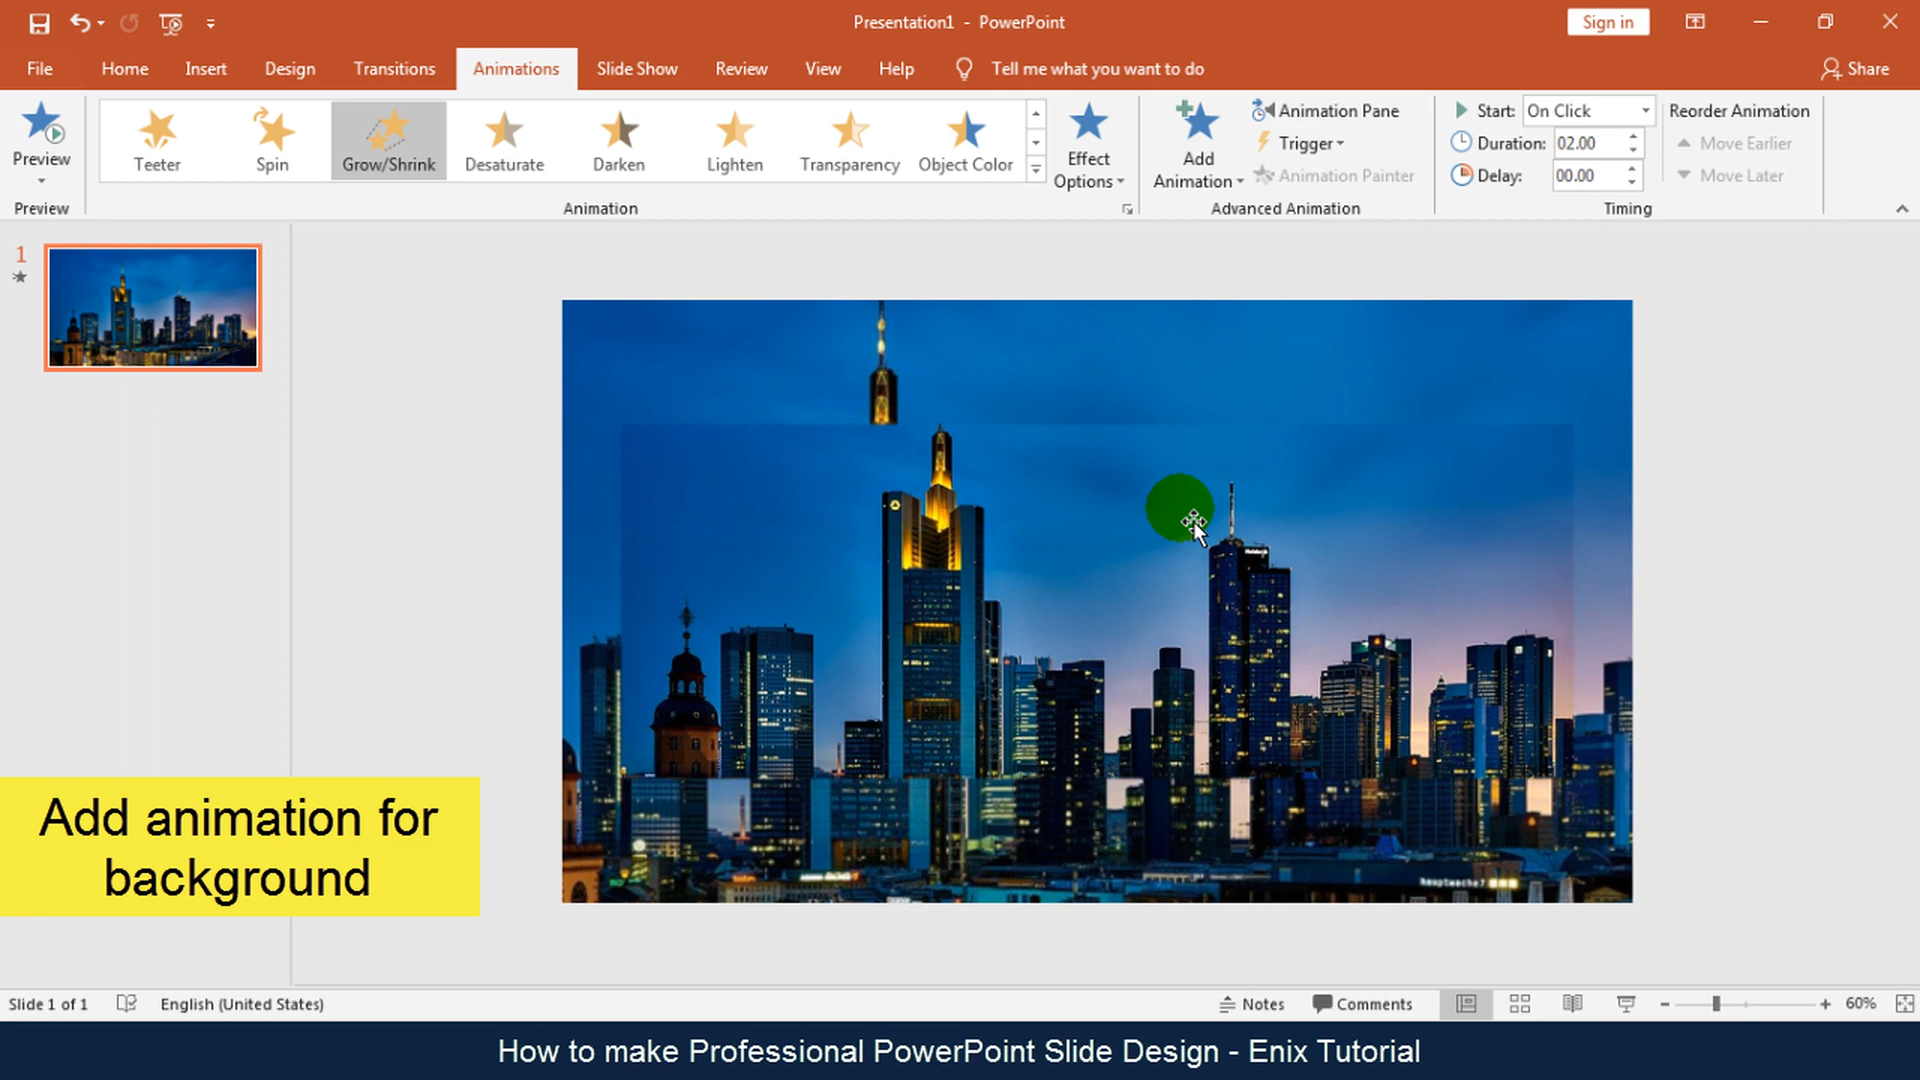 Presentation1 - PowerPoint
Sign in
File Home Insert Design Transitions Animations Slide Show Review View Help Tell me what you want to do Share
Preview
Teeter Spin Grow/Shrink Desaturate Darken Lighten Transparency Object Color
Effect Options
Add Animation
Animation Pane
Trigger
Animation Painter
Start: On Click
Duration: 02.00
Delay: 00.00
Reorder Animation
Move Earlier
Move Later
Preview Animation Advanced Animation Timing
1
Add animation for
background
Slide 1 of 1 English (United States) Notes Comments 60%
How to make Professional PowerPoint Slide Design - Enix Tutorial